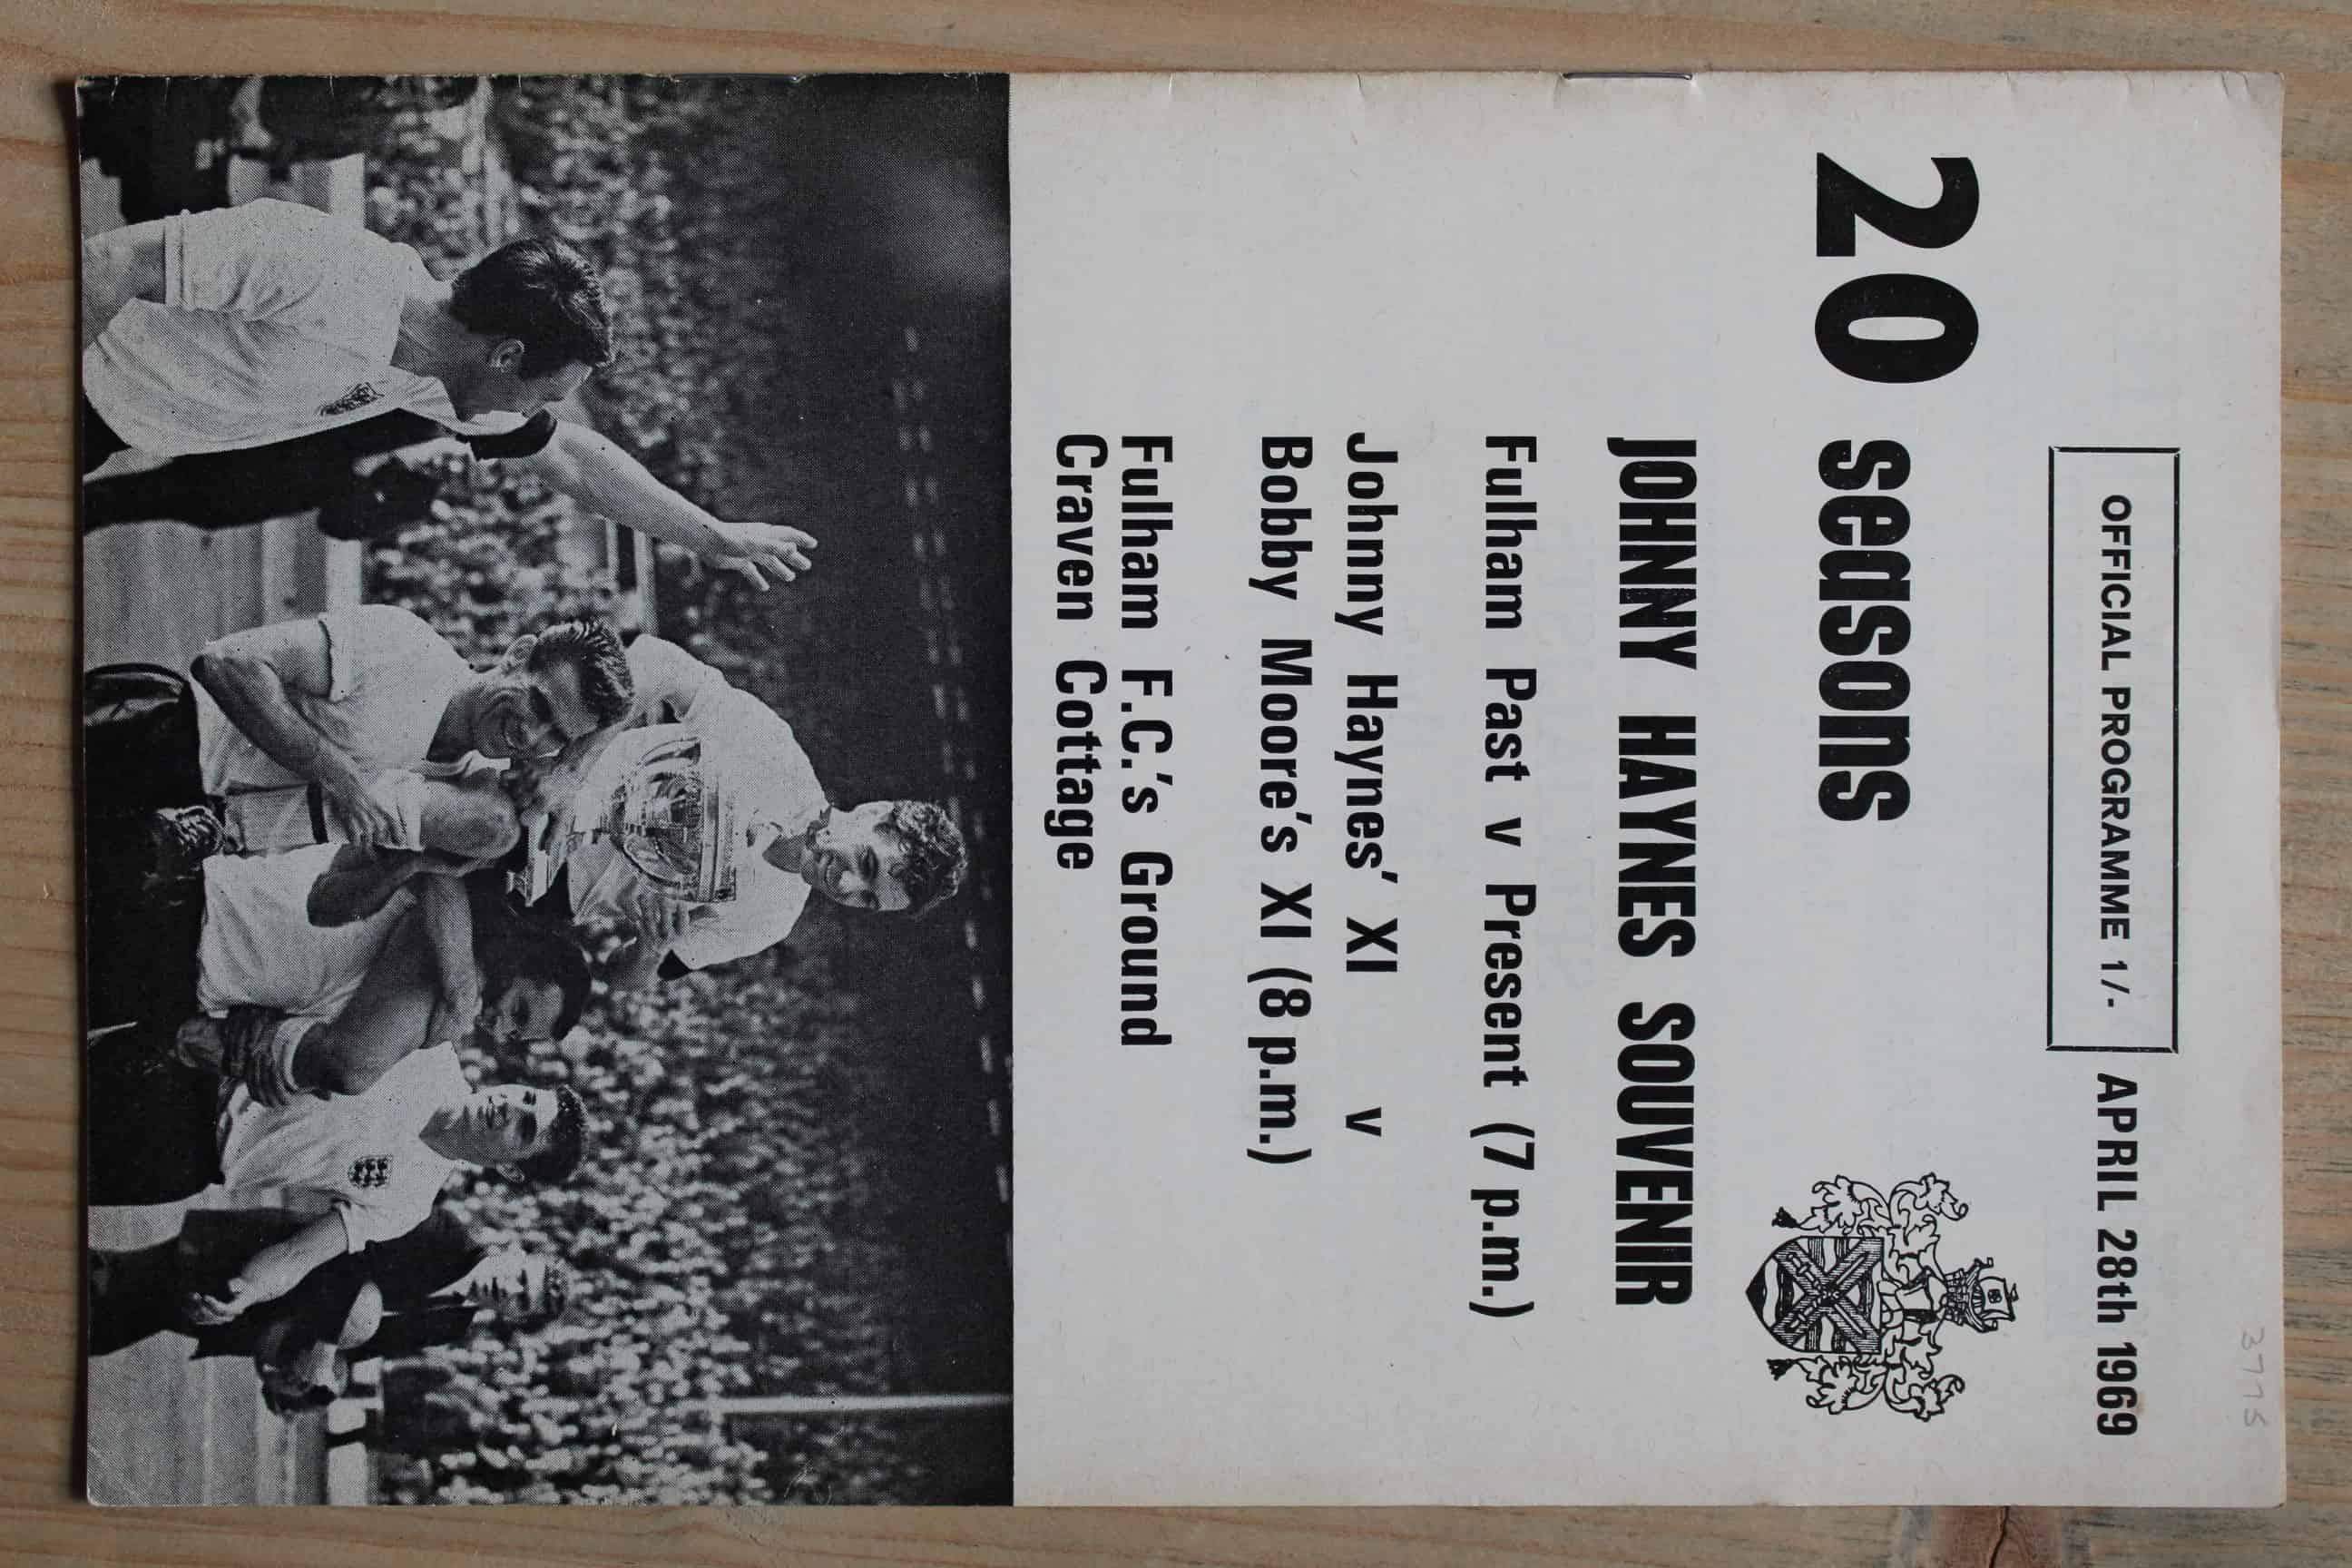 3775
OFFICIAL PROGRAMME 1/- APRIL 28th 1969
20 seasons
JOHNNY HAYNES SOUVENIR
Fulham Past v Present (7 p.m.)
Johnny Haynes' XI v
Bobby Moore's XI (8 p.m.)
Fulham F.C.'s Ground
Craven Cottage